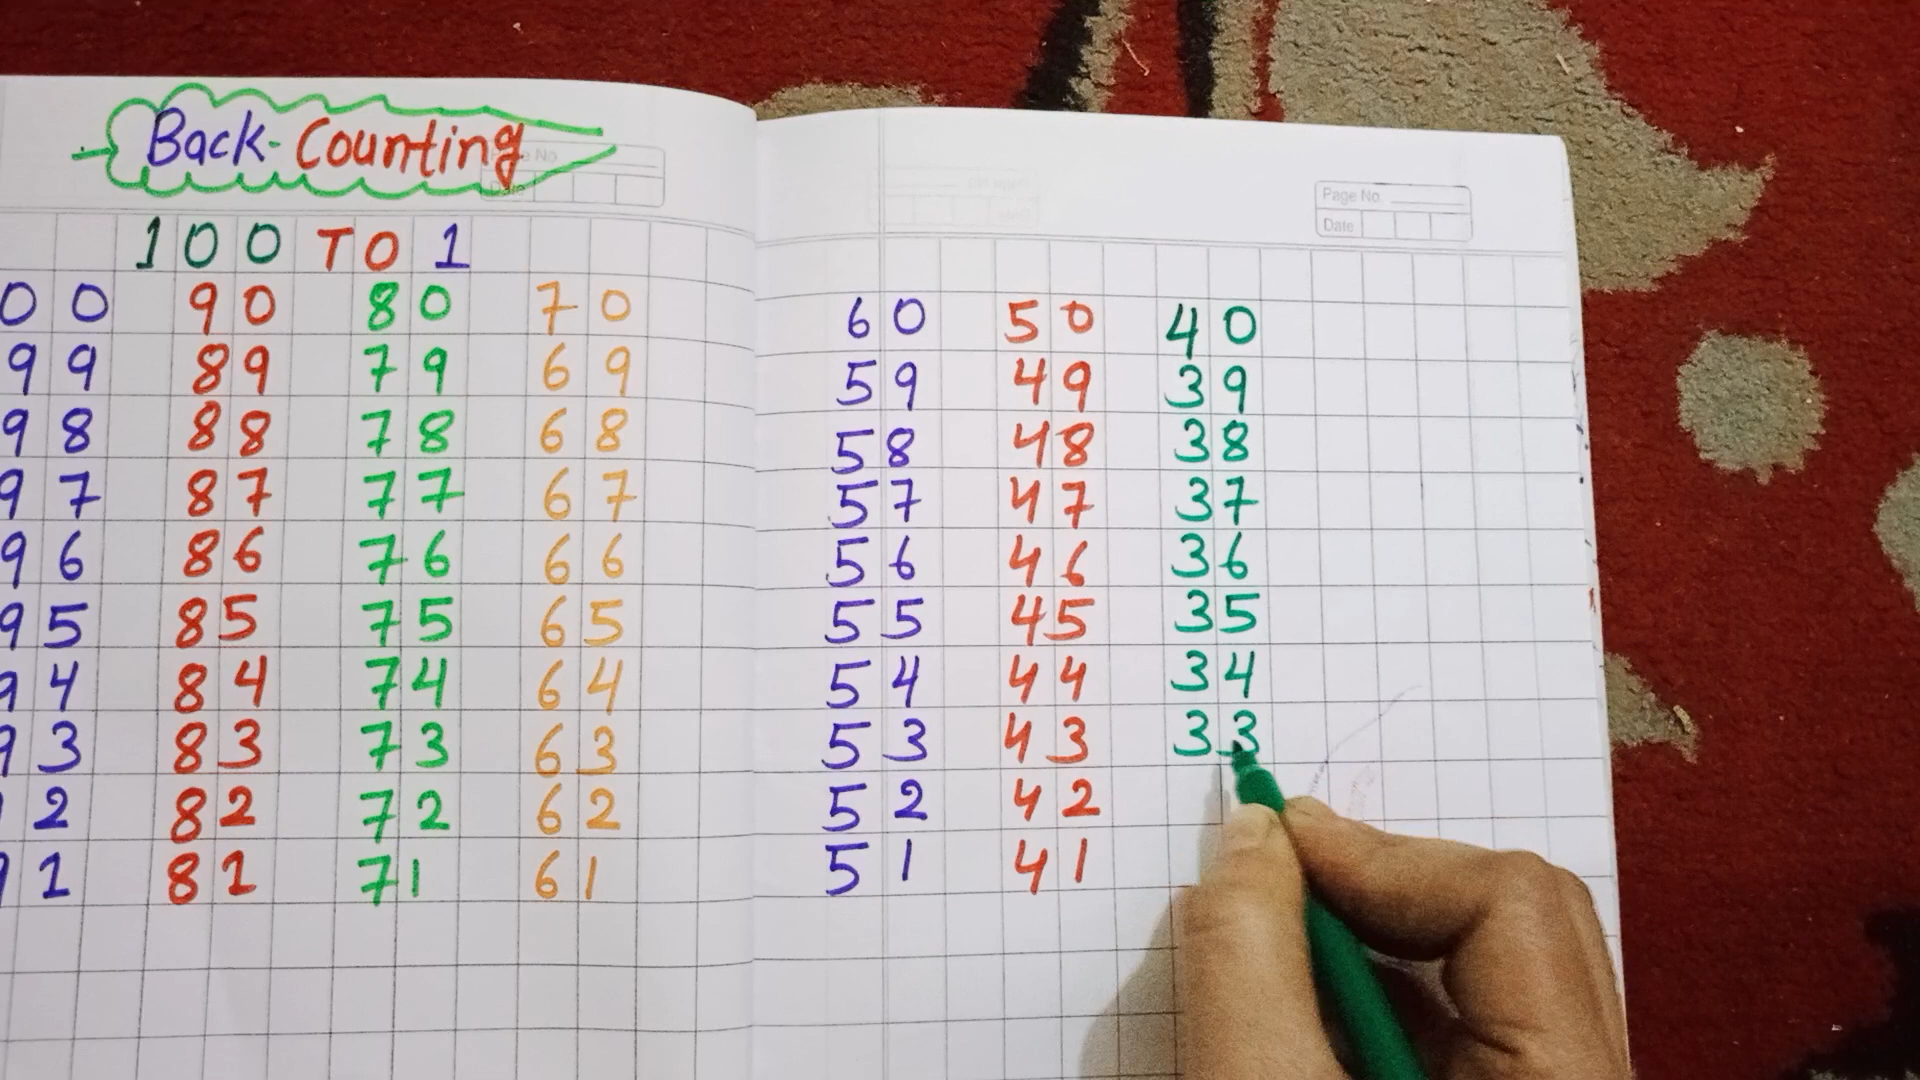 Back-Counting
Page No.
Date
Page No.
Date
100 TO 1
00 90 80 70 60 50 40
99 89 79 69 59 49 39
98 88 78 68 58 48 38
97 87 77 67 57 47 37
96 86 76 66 56 46 36
95 85 75 65 55 45 35
94 84 74 64 54 44 34
93 83 73 63 53 43 33
2 82 72 62 52 42
1 81 71 61 51 41